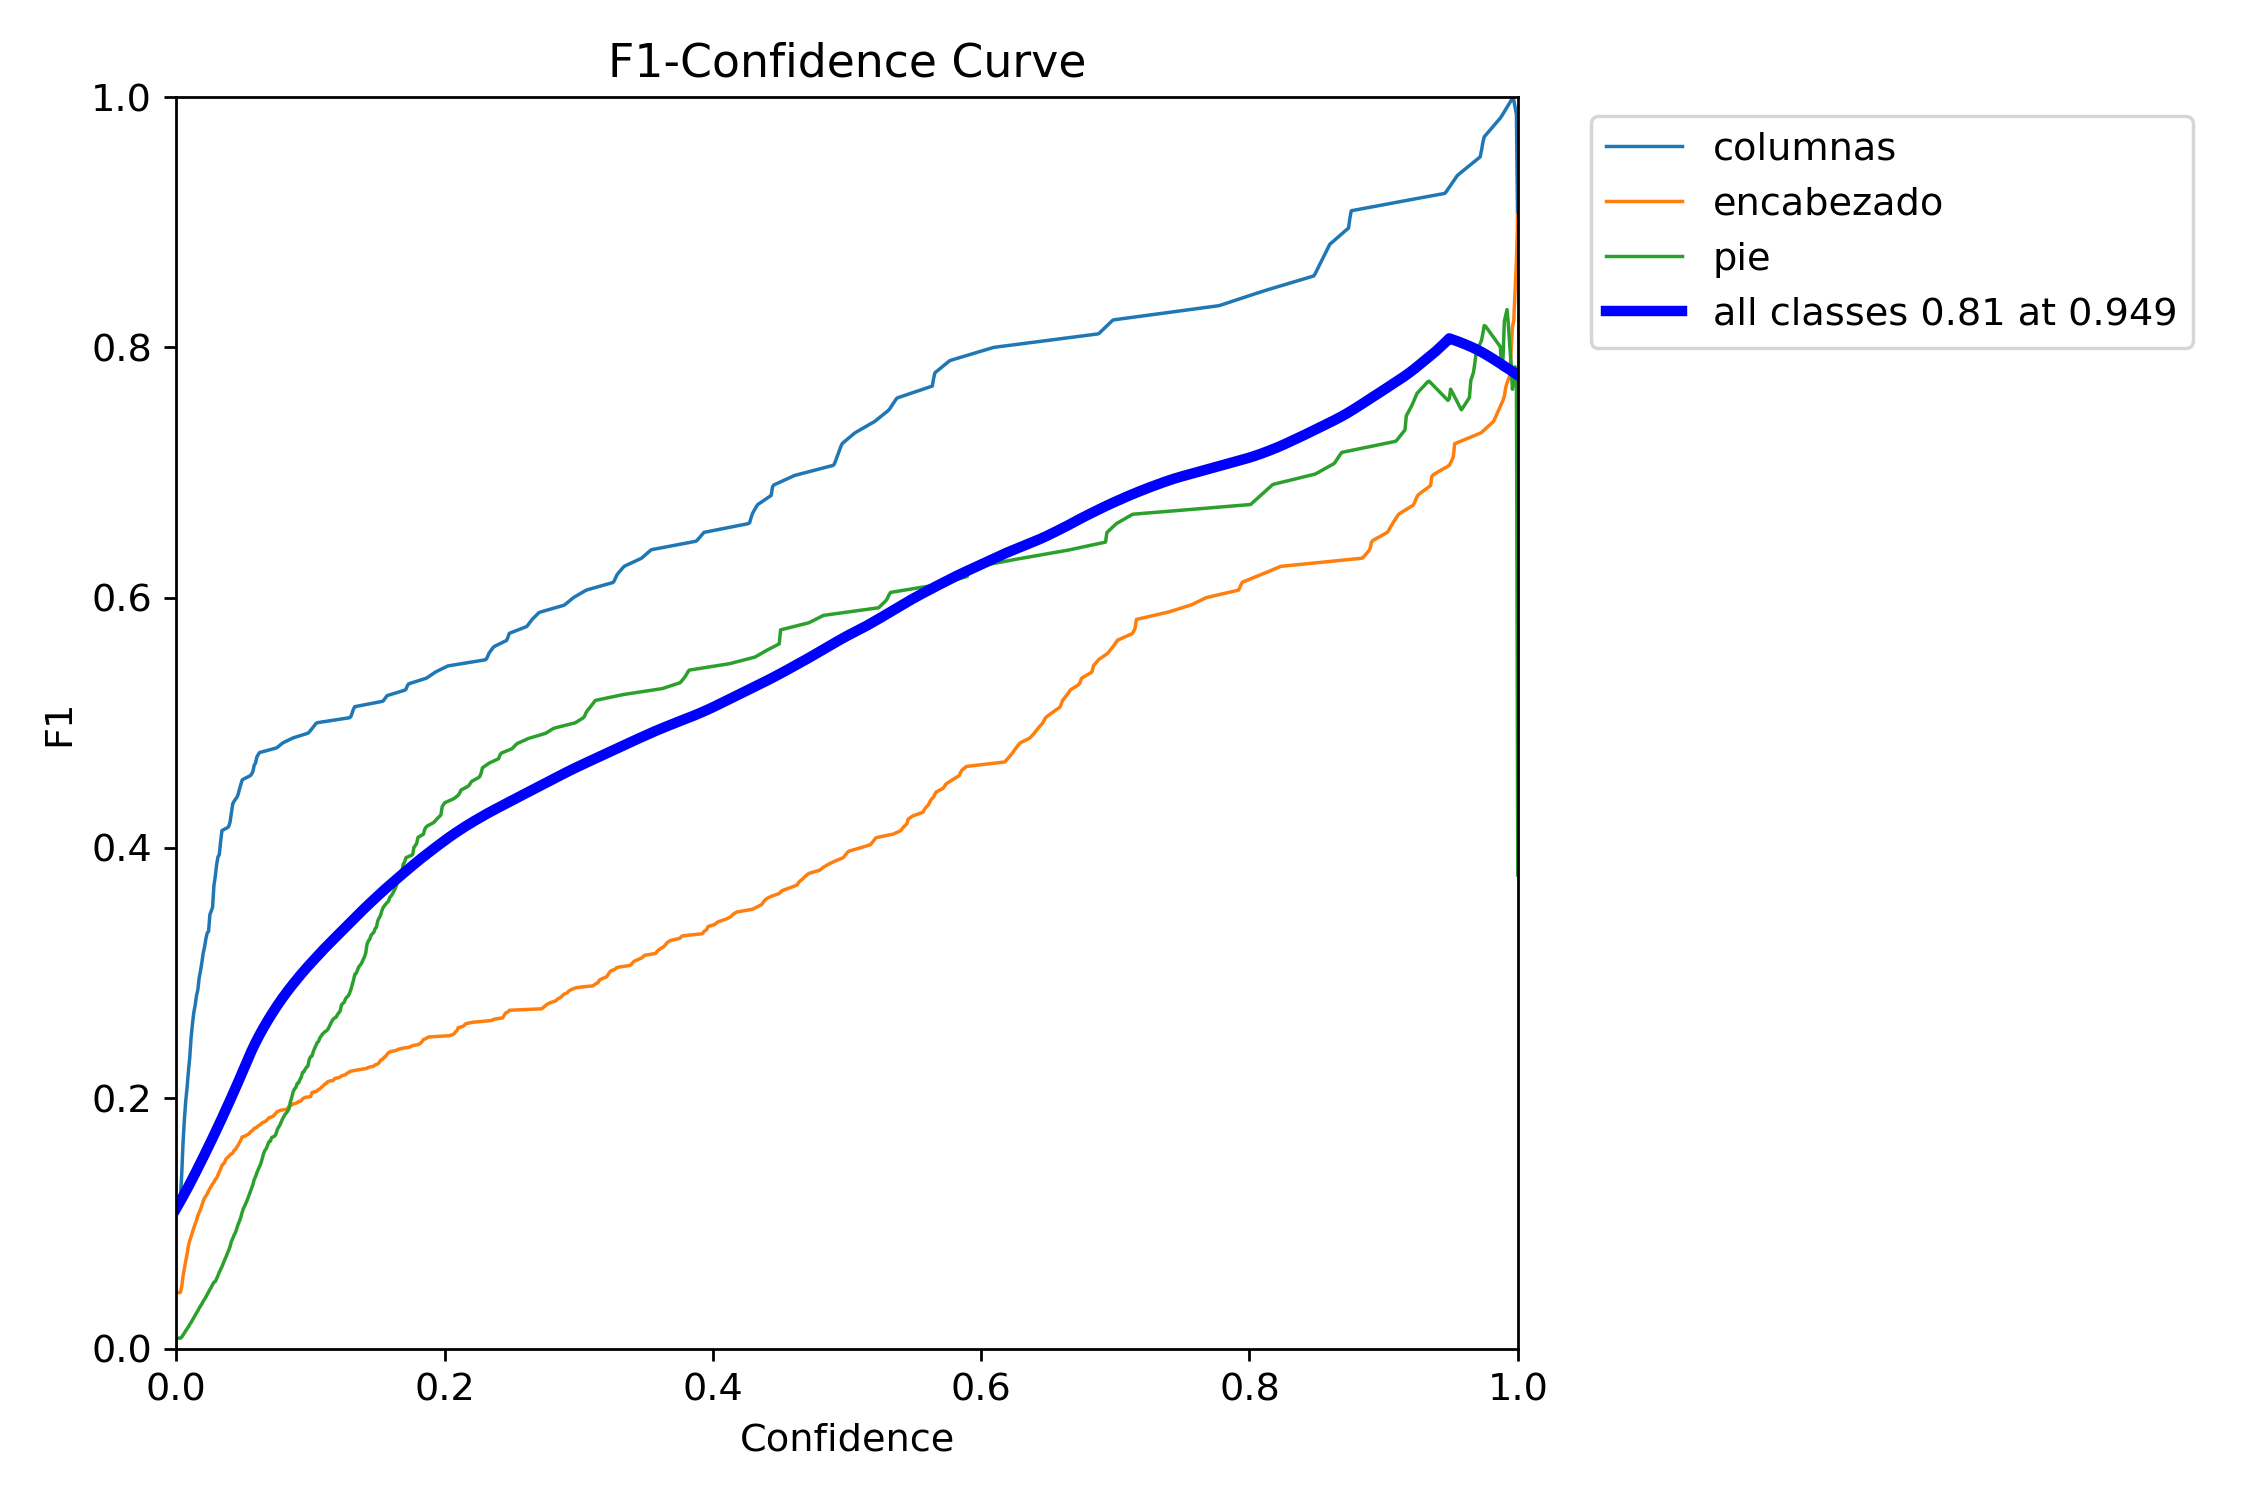 F1-Confidence Curve
1.0
0.8
0.6
0.4
0.2
0.0
F1
0.0 0.2 0.4 0.6 0.8 1.0
Confidence
columnas
encabezado
pie
all classes 0.81 at 0.949